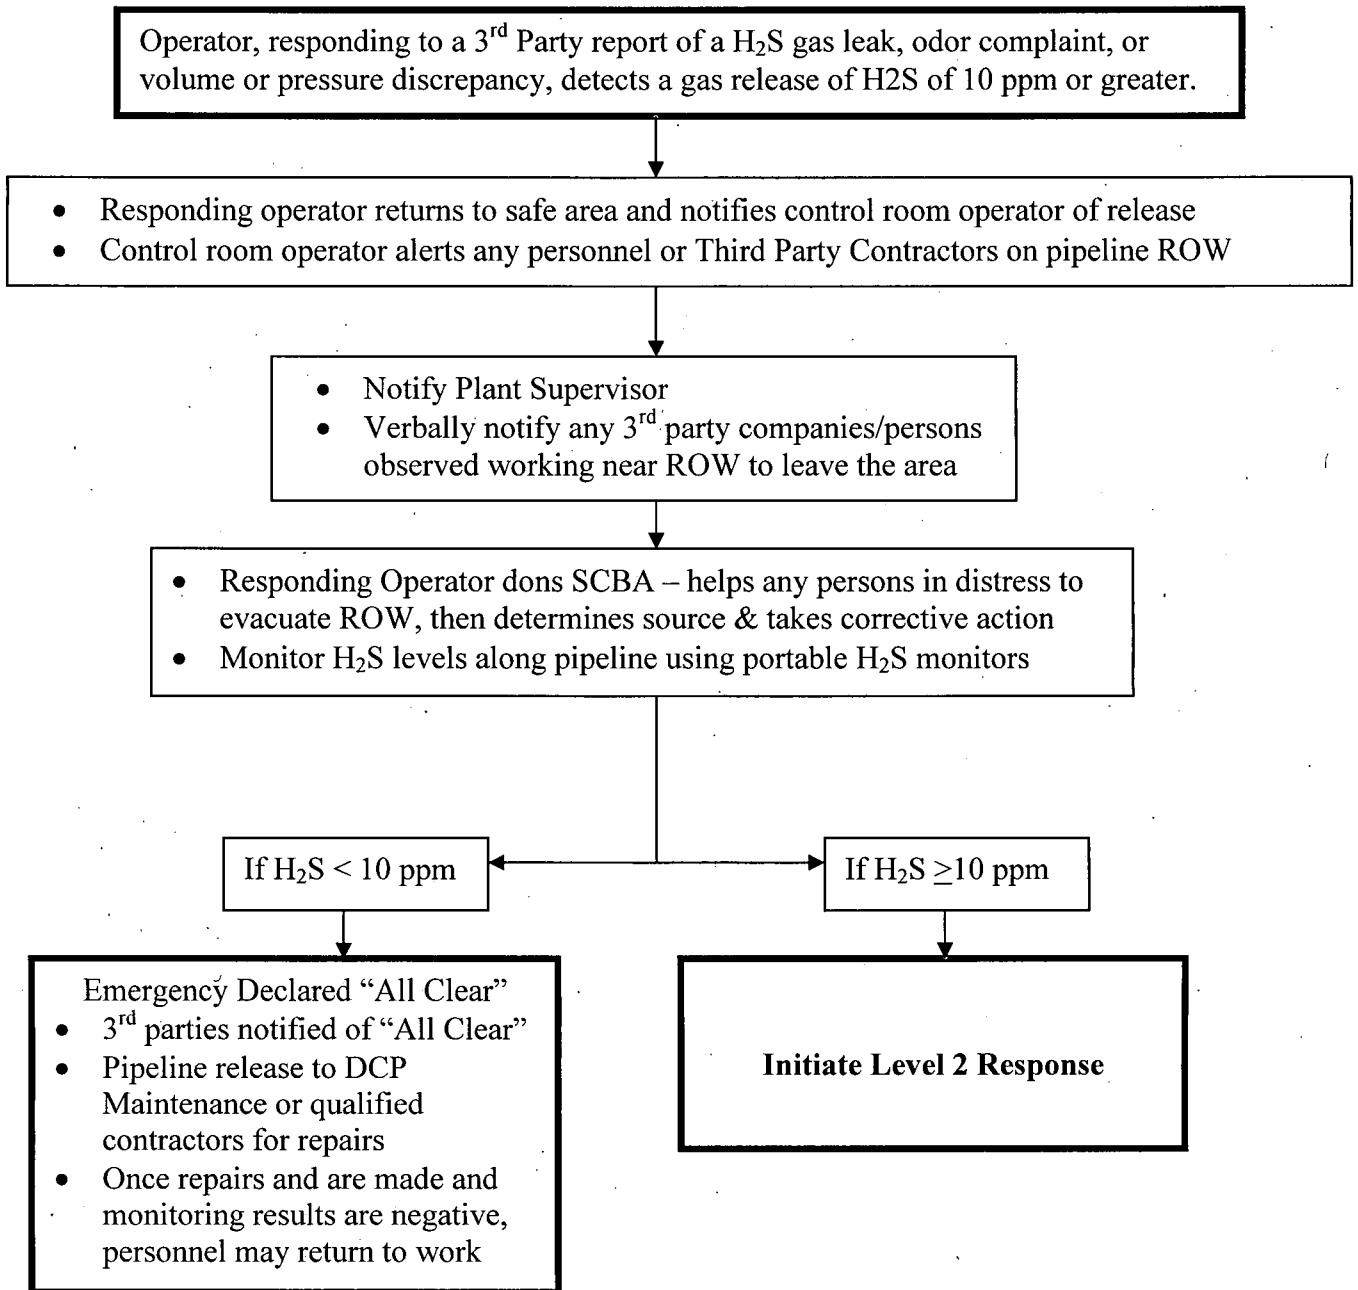 Operator, responding to a 3rd Party report of a H₂S gas leak, odor complaint, or
volume or pressure discrepancy, detects a gas release of H2S of 10 ppm or greater.
• Responding operator returns to safe area and notifies control room operator of release
• Control room operator alerts any personnel or Third Party Contractors on pipeline ROW
• Notify Plant Supervisor
• Verbally notify any 3rd party companies/persons
observed working near ROW to leave the area
• Responding Operator dons SCBA – helps any persons in distress to
evacuate ROW, then determines source & takes corrective action
• Monitor H₂S levels along pipeline using portable H₂S monitors
If H₂S < 10 ppm
If H₂S ≥10 ppm
Emergency Declared “All Clear”
• 3rd parties notified of “All Clear”
• Pipeline release to DCP
Maintenance or qualified
contractors for repairs
• Once repairs and are made and
monitoring results are negative,
personnel may return to work
Initiate Level 2 Response